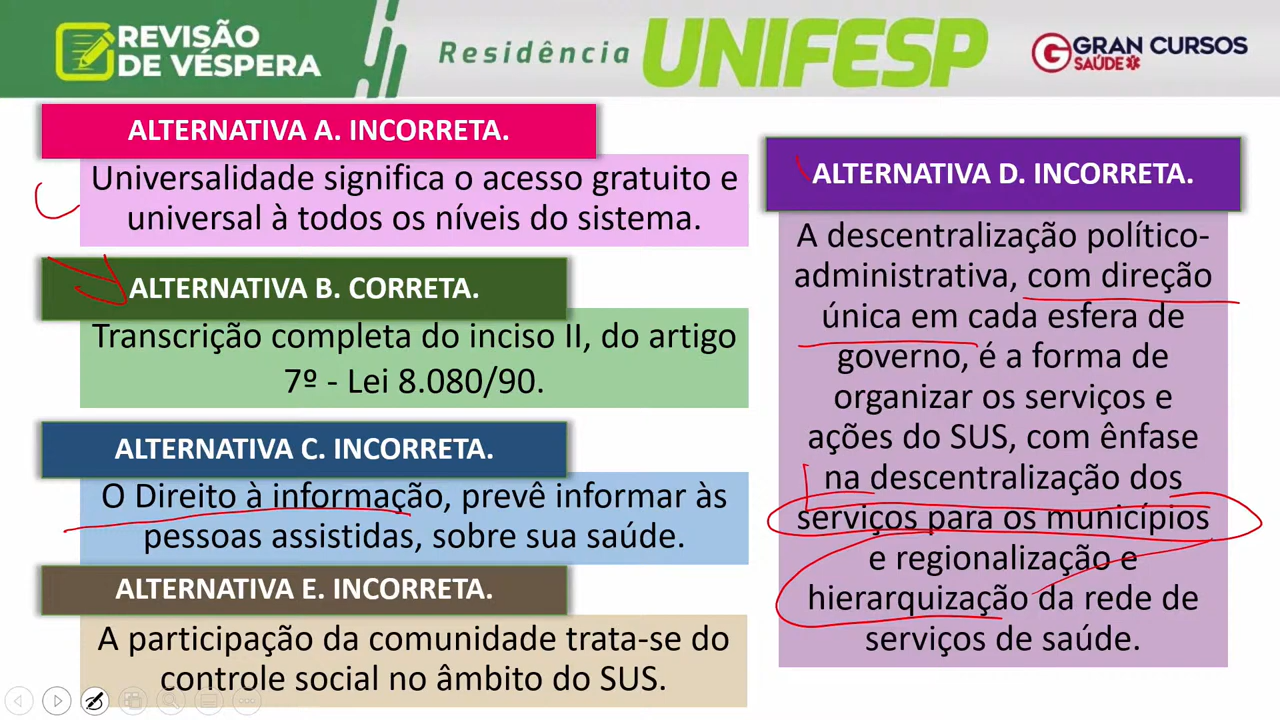 REVISÃO
DE VÉSPERA
Residência UNIFESP
GRAN CURSOS
SAÚDE
ALTERNATIVA A. INCORRETA.
Universalidade significa o acesso gratuito e
universal à todos os níveis do sistema.
ALTERNATIVA B. CORRETA.
Transcrição completa do inciso II, do artigo
7º - Lei 8.080/90.
ALTERNATIVA C. INCORRETA.
O Direito à informação, prevê informar às
pessoas assistidas, sobre sua saúde.
ALTERNATIVA E. INCORRETA.
A participação da comunidade trata-se do
controle social no âmbito do SUS.
ALTERNATIVA D. INCORRETA.
A descentralização político-
administrativa, com direção
única em cada esfera de
governo, é a forma de
organizar os serviços e
ações do SUS, com ênfase
na descentralização dos
serviços para os municípios
e regionalização e
hierarquização da rede de
serviços de saúde.